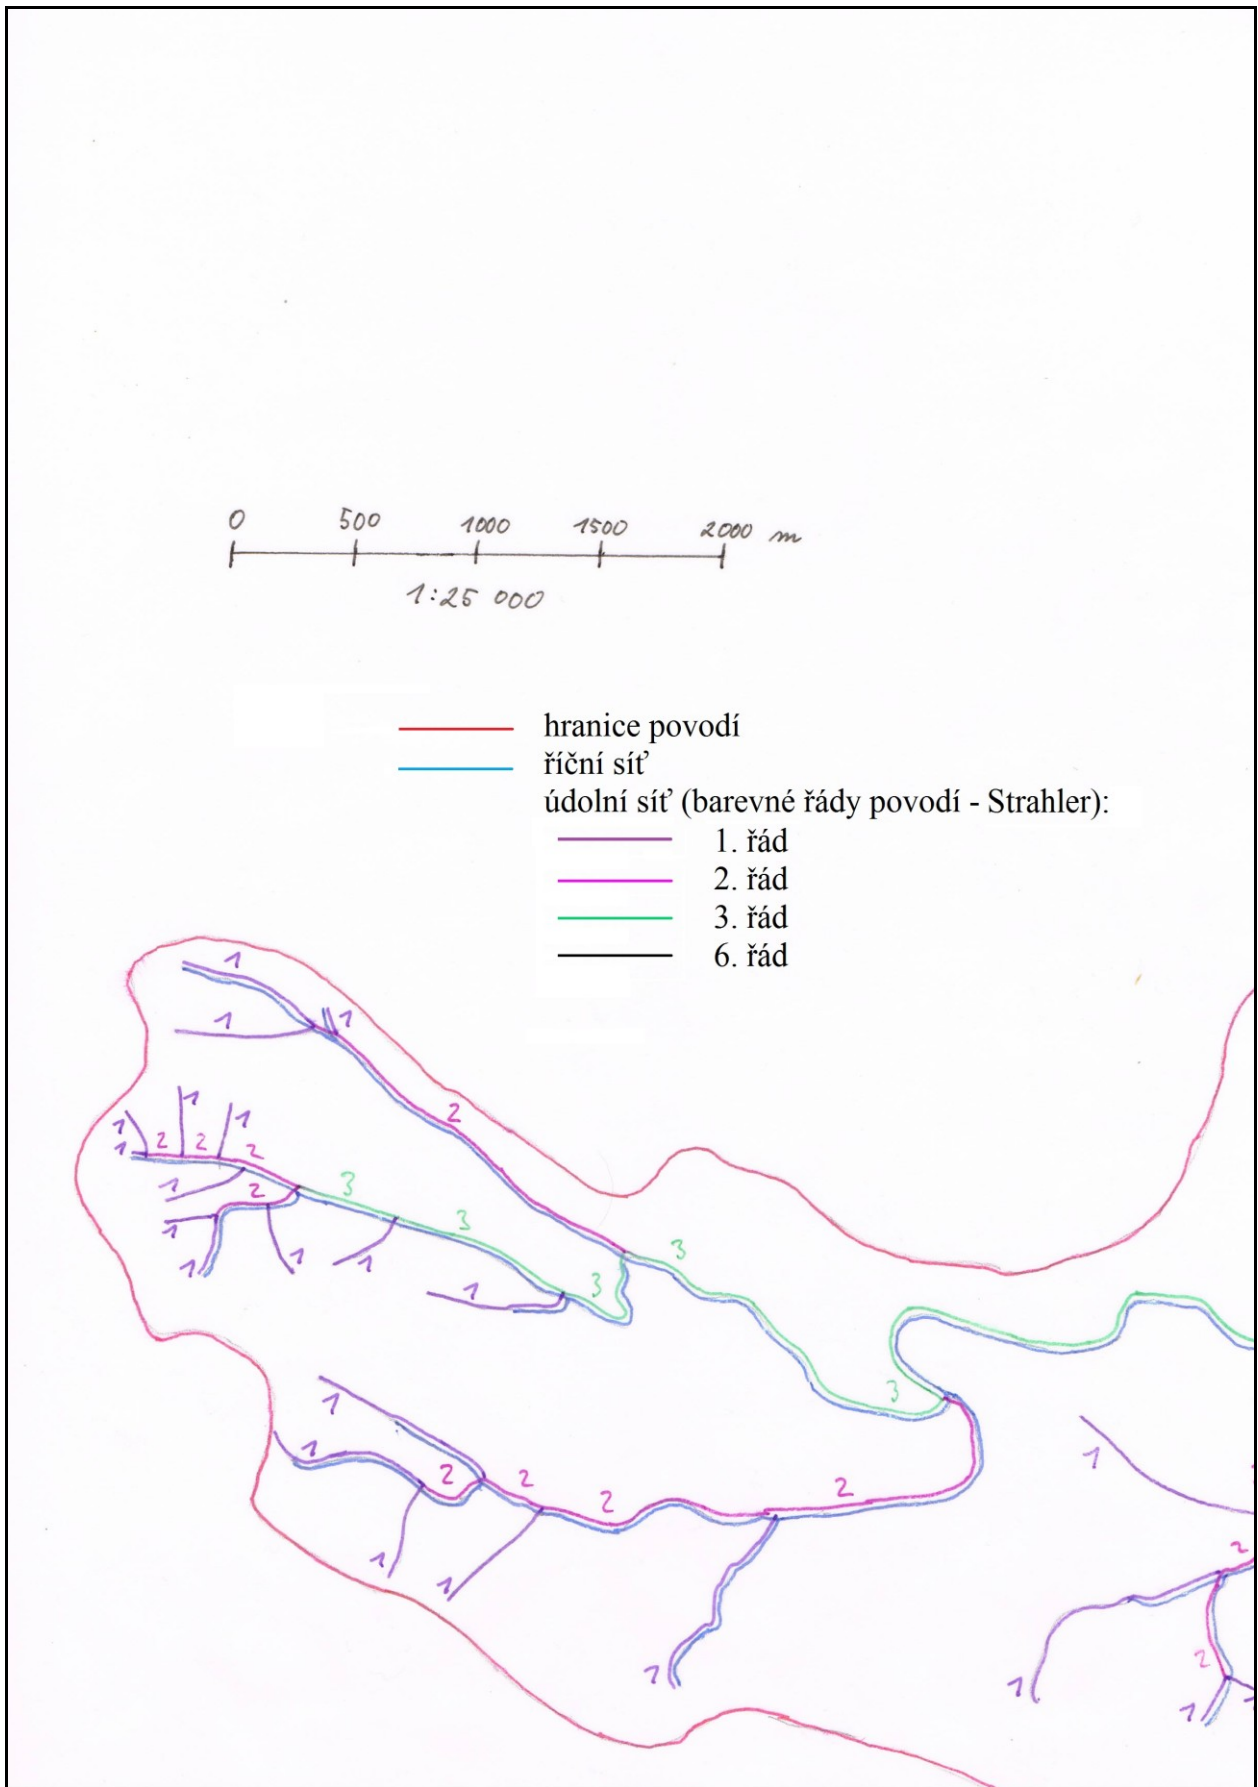 0 500 1000 1500 2000 m
1:25 000
hranice povodí
říční síť
údolní síť (barevné řády povodí - Strahler):
1. řád
2. řád
3. řád
6. řád
1
1 1
1
1 2
1
1 2 2 2
1 2 3
1 3
3
1 1 1
1 3
3
1
1 1
2 2 2
2
1 2
1
1 2
1
1